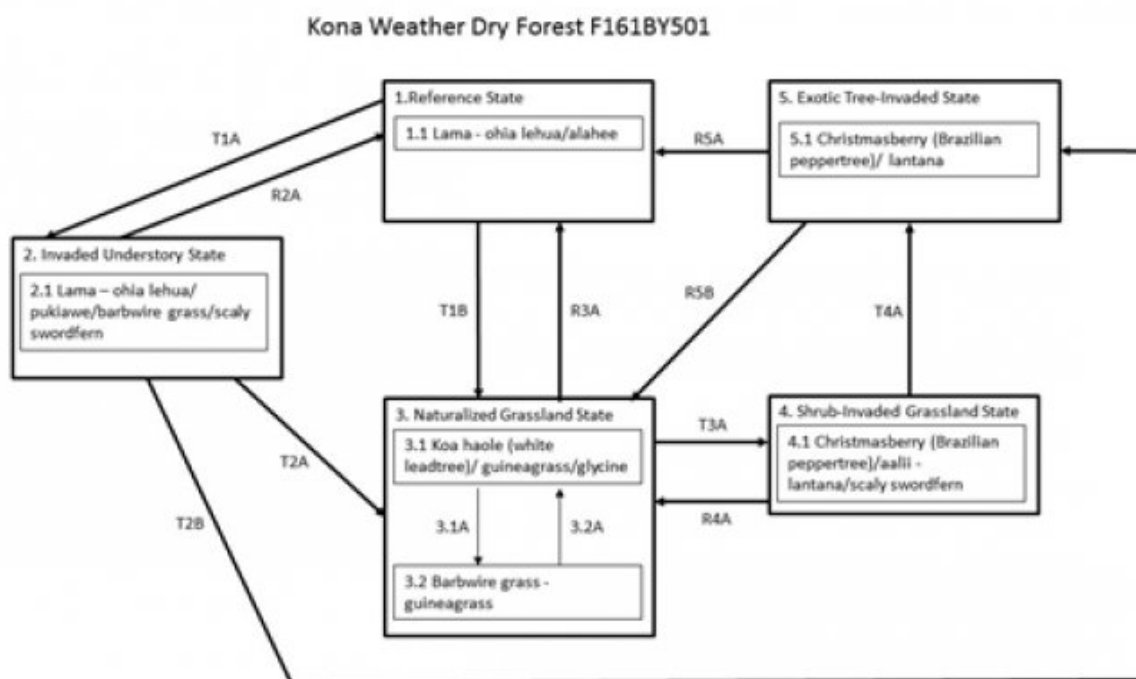 Kona Weather Dry Forest F161BY501
1.Reference State
1.1 Lama - ohia lehua/alahee
5. Exotic Tree-Invaded State
5.1 Christmasberry (Brazilian
peppertree)/ lantana
T1A
R2A
R5A
2. Invaded Understory State
2.1 Lama – ohia lehua/
pukiawe/barbwire grass/scaly
swordfern
T1B
R3A
R5B
T4A
3. Naturalized Grassland State
3.1 Koa haole (white
leadtree)/ guineagrass/glycine
3.1A
3.2A
3.2 Barbwire grass -
guineagrass
T3A
R4A
4. Shrub-Invaded Grassland State
4.1 Christmasberry (Brazilian
peppertree)/aalii -
lantana/scaly swordfern
T2A
T2B